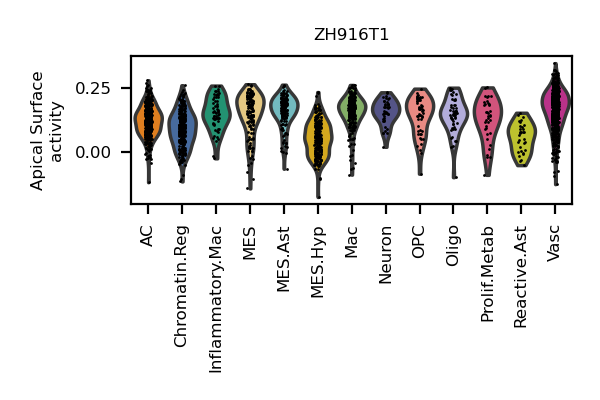 ZH916T1
Apical Surface
activity
0.25
0.00
AC
Chromatin.Reg
Inflammatory.Mac
MES
MES.Ast
MES.Hyp
Mac
Neuron
OPC
Oligo
Prolif.Metab
Reactive.Ast
Vasc